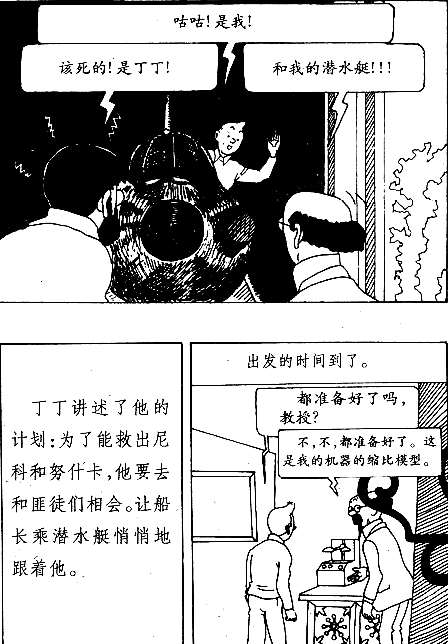 咕咕!是我!
该死的!是丁丁!
和我的潜水艇!!!
丁丁讲述了他的
计划:为了能救出尼
科和努什卡,他要去
和匪徒们相会。让船
长乘潜水艇悄悄地
跟着他。
出发的时间到了。
都准备好了吗,
教授?
不,不,都准备好了。这
是我的机器的缩比模型。